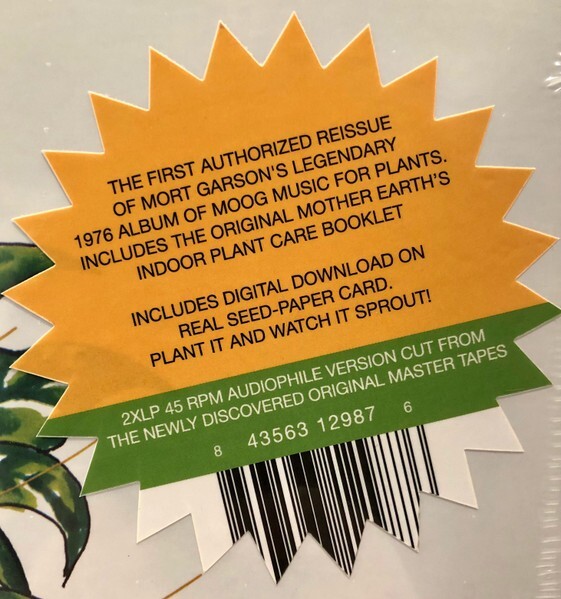 THE FIRST AUTHORIZED REISSUE
OF MORT GARSON'S LEGENDARY
1976 ALBUM OF MOOG MUSIC FOR PLANTS.
INCLUDES THE ORIGINAL MOTHER EARTH'S
INDOOR PLANT CARE BOOKLET
INCLUDES DIGITAL DOWNLOAD ON
REAL SEED-PAPER CARD.
PLANT IT AND WATCH IT SPROUT!
2XLP 45 RPM AUDIOPHILE VERSION CUT FROM
THE NEWLY DISCOVERED ORIGINAL MASTER TAPES
8 43563 12987 6